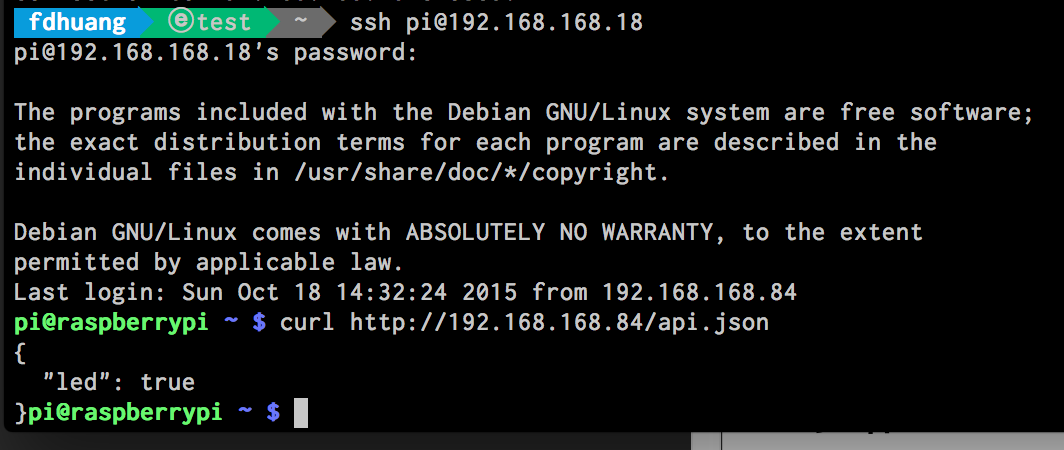 fdhuang ⓔtest ~ ssh pi@192.168.168.18
pi@192.168.168.18's password:
The programs included with the Debian GNU/Linux system are free software;
the exact distribution terms for each program are described in the
individual files in /usr/share/doc/*/copyright.
Debian GNU/Linux comes with ABSOLUTELY NO WARRANTY, to the extent
permitted by applicable law.
Last login: Sun Oct 18 14:32:24 2015 from 192.168.168.84
pi@raspberrypi ~ $ curl http://192.168.168.84/api.json
{
  "led": true
}pi@raspberrypi ~ $